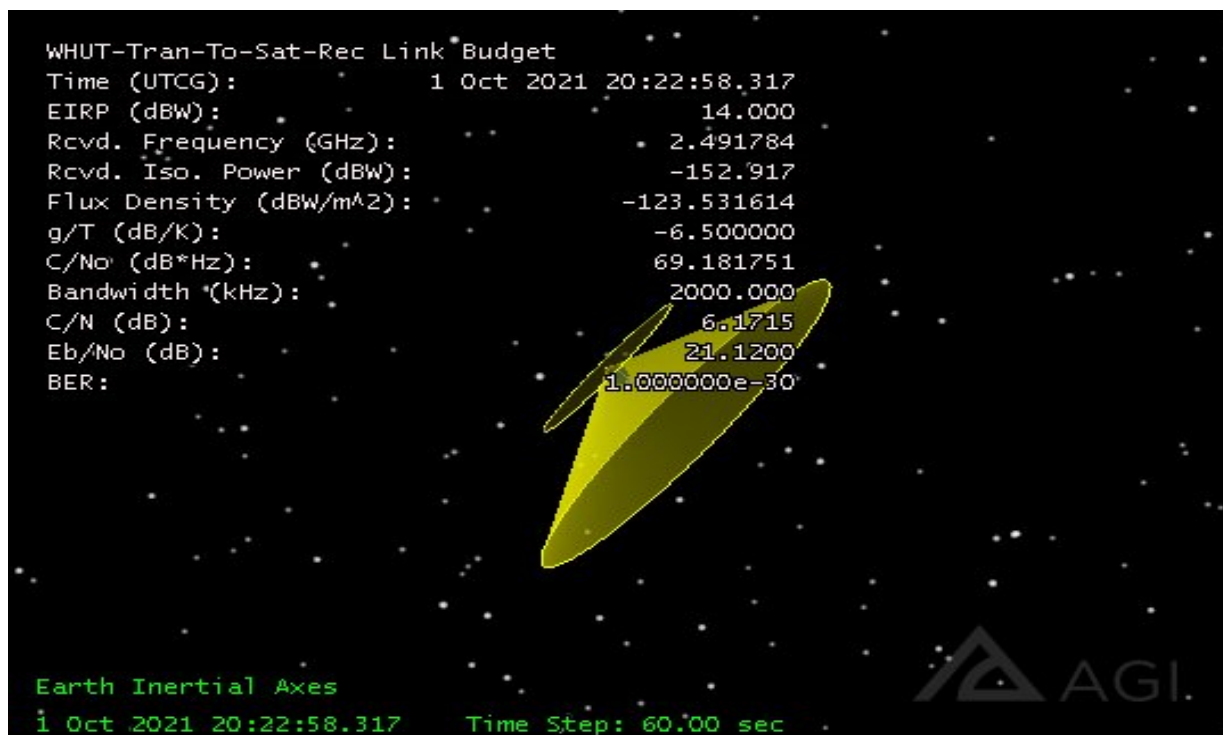 WHUT-Tran-To-Sat-Rec Link Budget
Time (UTCG): 1 Oct 2021 20:22:58.317
EIRP (dBW): 14.000
Rcvd. Frequency (GHz): 2.491784
Rcvd. Iso. Power (dBW): -152.917
Flux Density (dBW/m^2): -123.531614
g/T (dB/K): -6.500000
C/No (dB*Hz): 69.181751
Bandwidth (kHz): 2000.000
C/N (dB): 6.1715
Eb/No (dB): 21.1200
BER: 1.000000e-30
AGI
Earth Inertial Axes
1 Oct 2021 20:22:58.317 Time Step: 60.00 sec